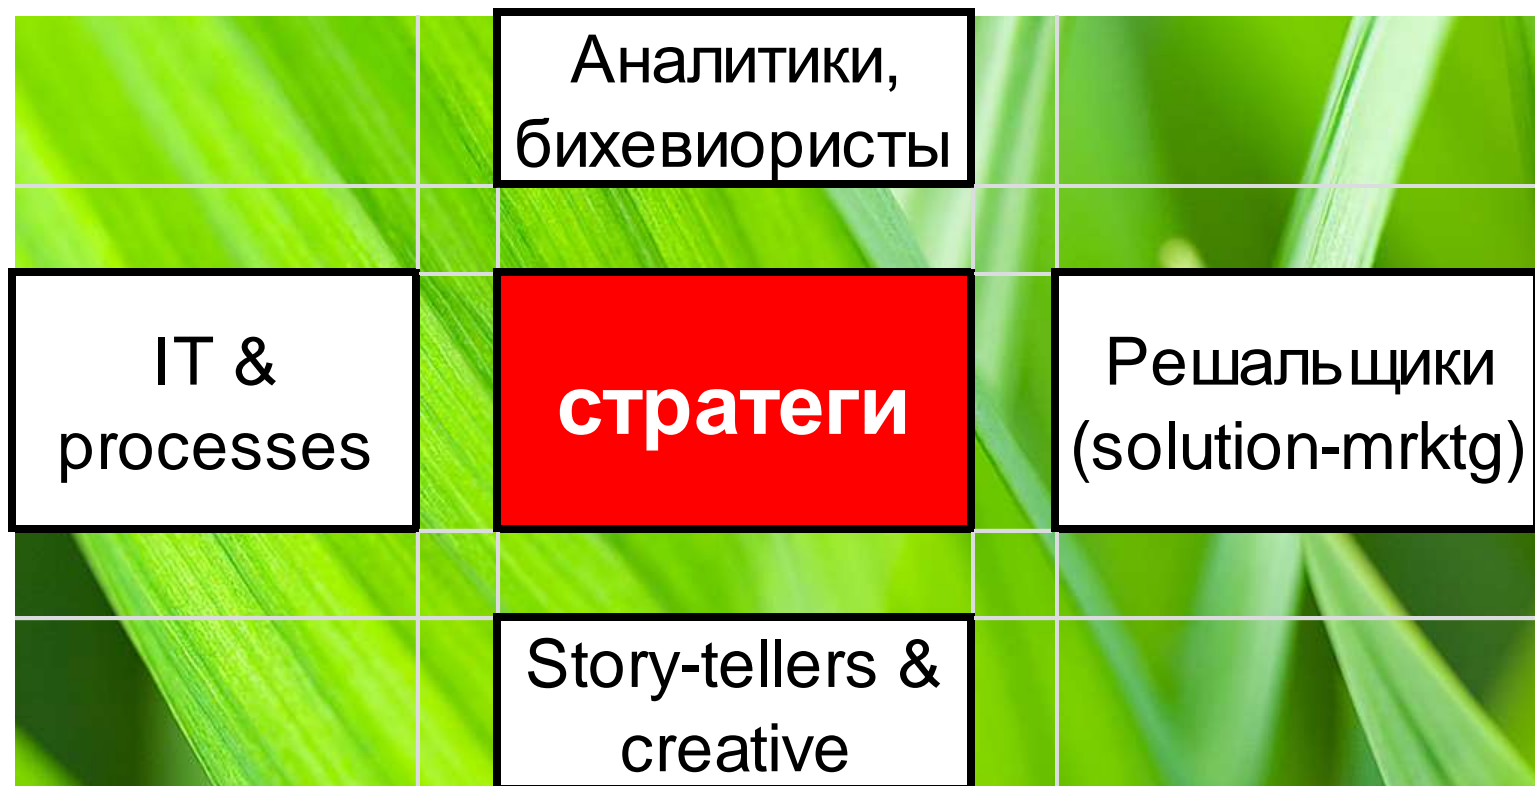 Аналитики,
бихевиористы
IT &
processes
стратеги
Решальщики
(solution-mrktg)
Story-tellers &
creative